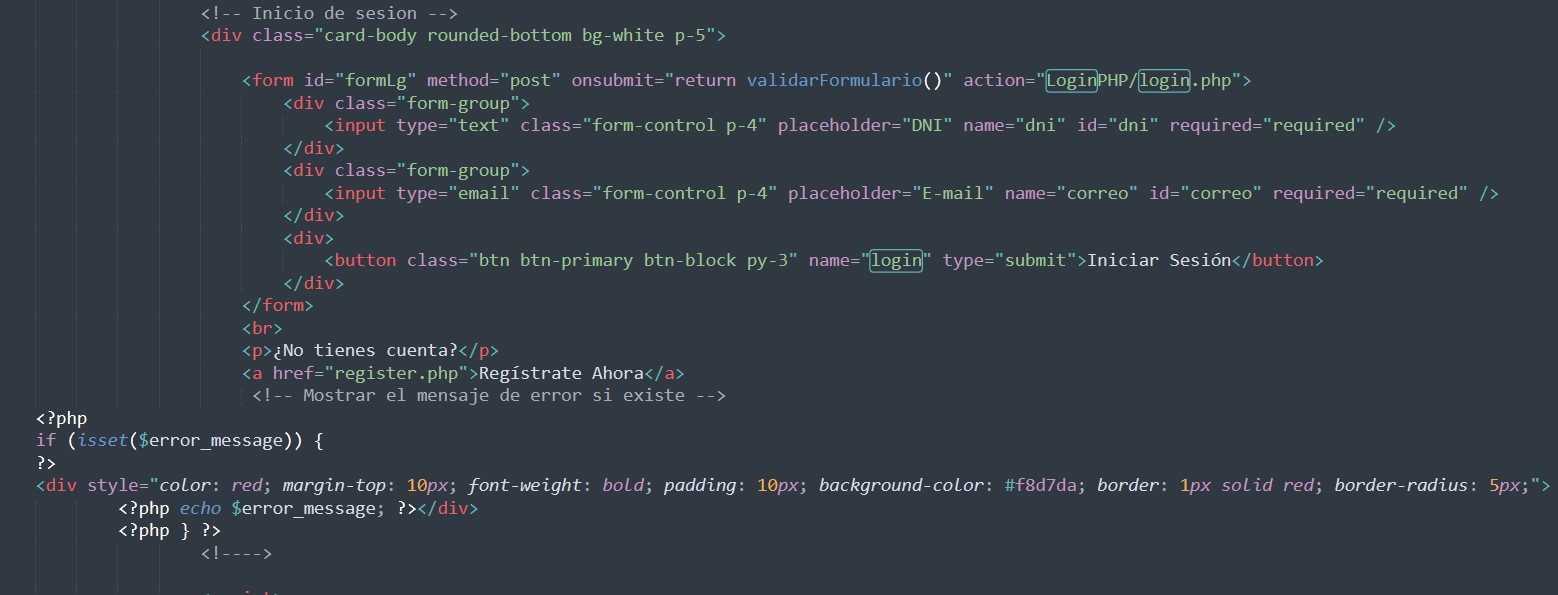 <!-- Inicio de sesion -->
<div class="card-body rounded-bottom bg-white p-5">
<form id="formLg" method="post" onsubmit="return validarFormulario()" action="LoginPHP/login.php">
<div class="form-group">
<input type="text" class="form-control p-4" placeholder="DNI" name="dni" id="dni" required="required" />
</div>
<div class="form-group">
<input type="email" class="form-control p-4" placeholder="E-mail" name="correo" id="correo" required="required" />
</div>
<div>
<button class="btn btn-primary btn-block py-3" name="login" type="submit">Iniciar Sesión</button>
</div>
</form>
<br>
<p>¿No tienes cuenta?</p>
<a href="register.php">Regístrate Ahora</a>
<!-- Mostrar el mensaje de error si existe -->
<?php
if (isset($error_message)) {
?>
<div style="color: red; margin-top: 10px; font-weight: bold; padding: 10px; background-color: #f8d7da; border: 1px solid red; border-radius: 5px;">
<?php echo $error_message; ?></div>
<?php } ?>
<!---->